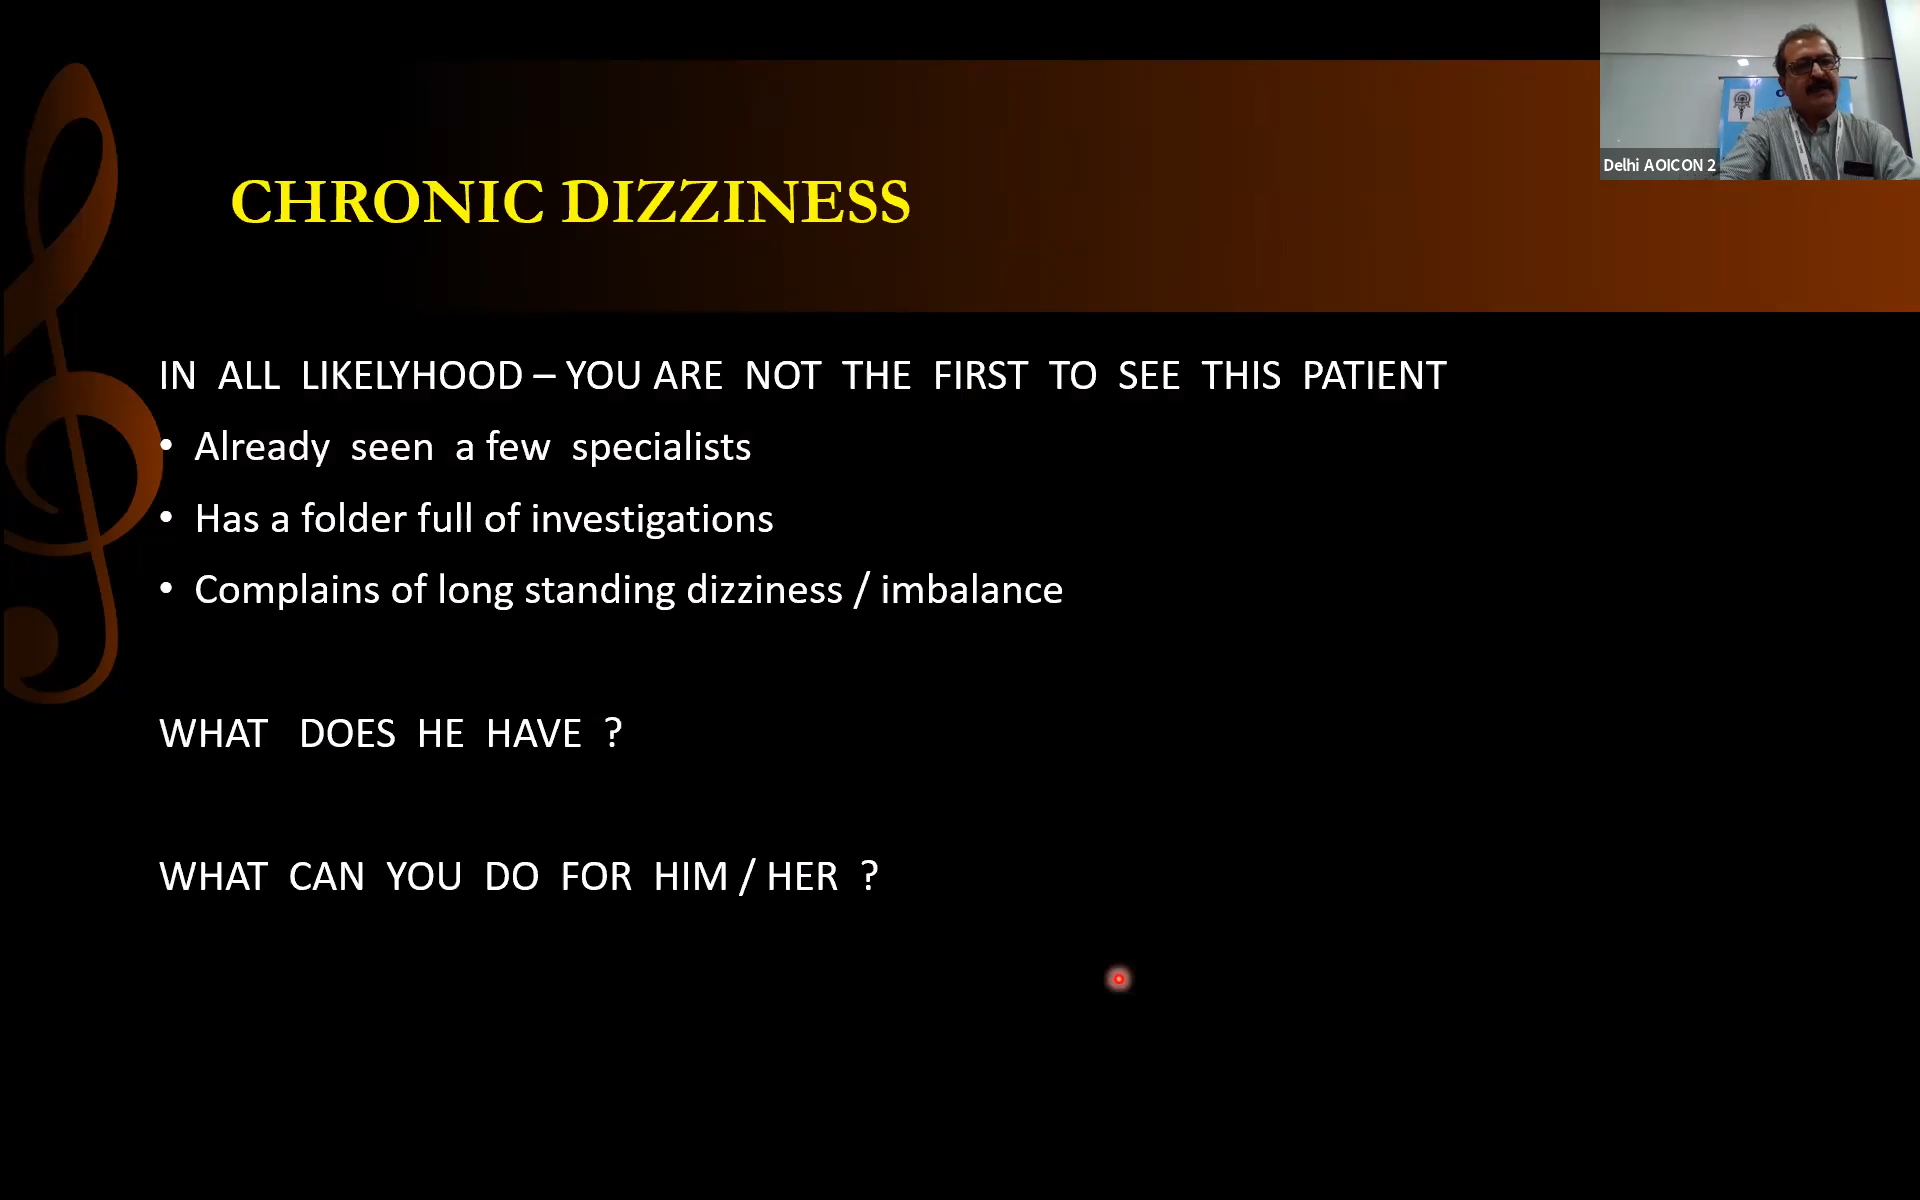 Delhi AOICON 2
CHRONIC DIZZINESS
IN ALL LIKELYHOOD – YOU ARE NOT THE FIRST TO SEE THIS PATIENT
• Already seen a few specialists
• Has a folder full of investigations
• Complains of long standing dizziness / imbalance
WHAT DOES HE HAVE ?
WHAT CAN YOU DO FOR HIM / HER ?